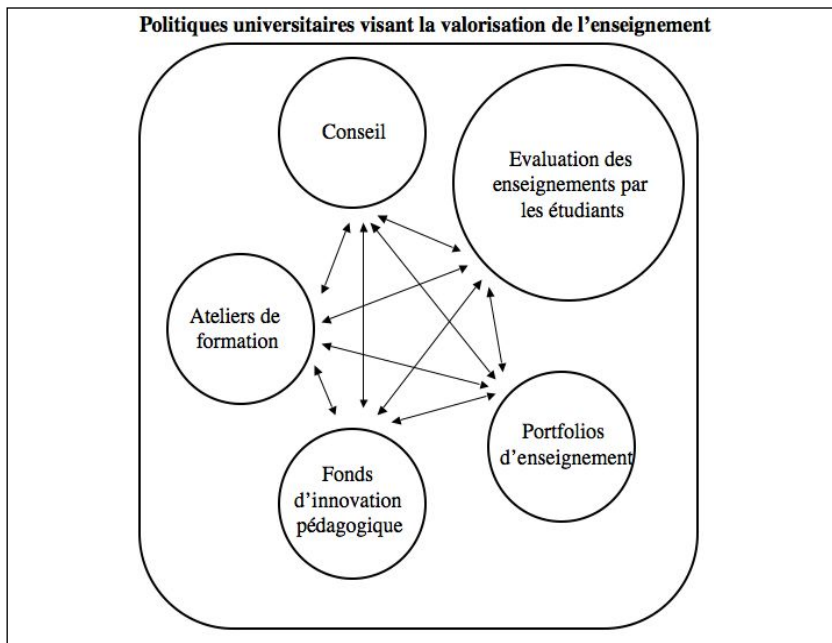 Politiques universitaires visant la valorisation de l'enseignement
Conseil
Evaluation des
enseignements par
les étudiants
Ateliers de
formation
Portfolios
d'enseignement
Fonds
d'innovation
pédagogique